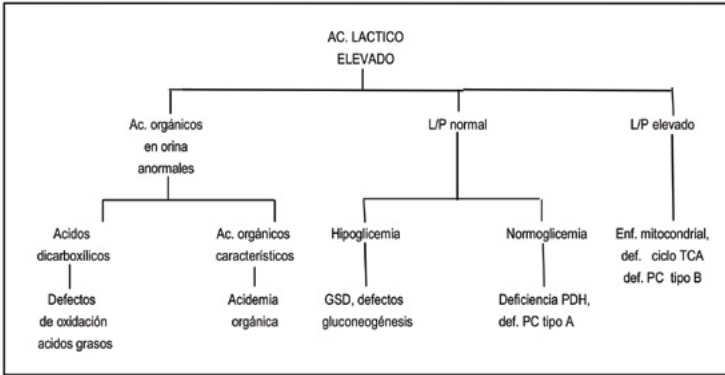 AC. LACTICO
ELEVADO
Ac. orgánicos
en orina
anormales
L/P normal
L/P elevado
Acidos
dicarboxílicos
Ac. orgánicos
característicos
Hipoglicemia
Normoglicemia
Enf. mitocondrial,
def. ciclo TCA
def. PC tipo B
Defectos
de oxidación
acidos grasos
Acidemia
orgánica
GSD, defectos
gluconeogénesis
Deficiencia PDH,
def. PC tipo A